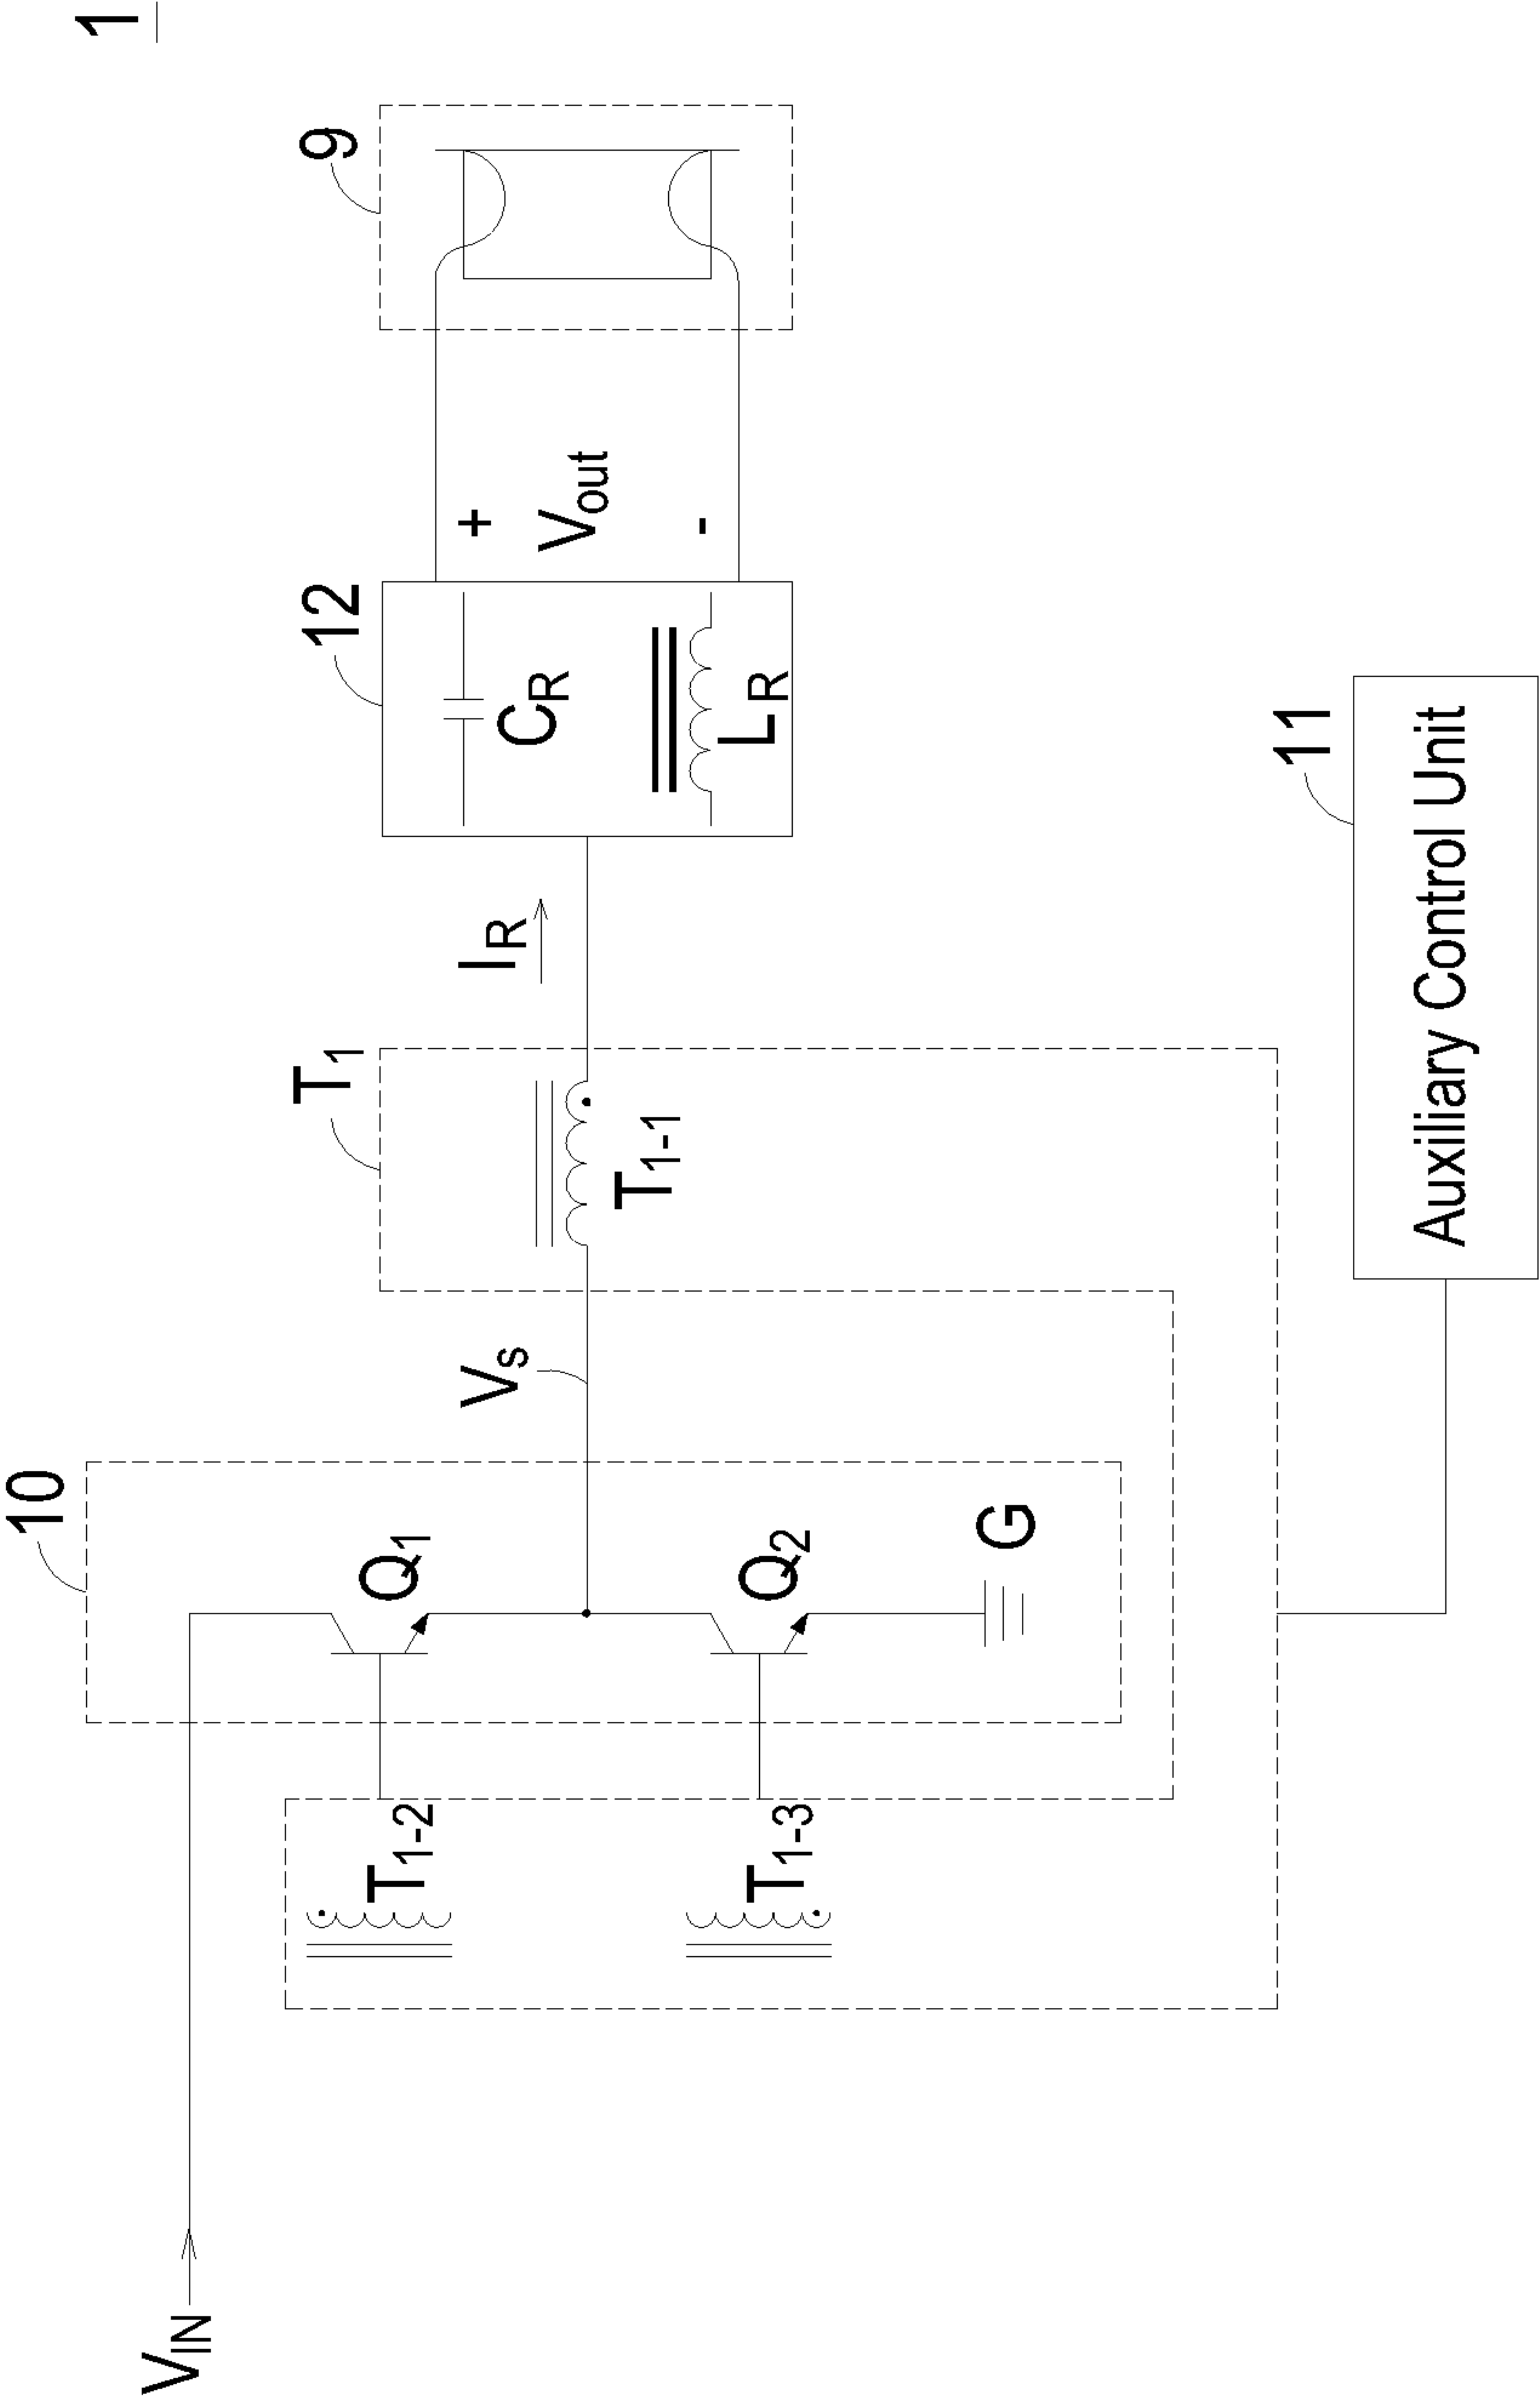 1
10
T1
12
9
VIN
Q1
Vs
IR
CR
+
Vout
-
T1-2
T1-1
LR
Q2
T1-3
G
11
Auxiliary Control Unit